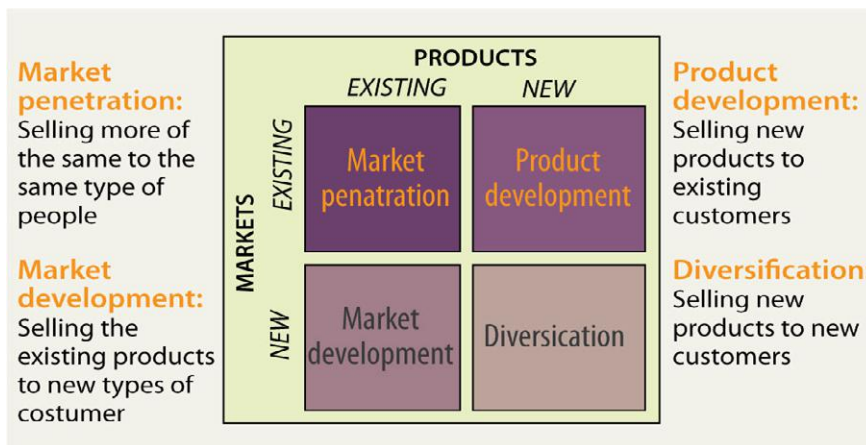 Market
penetration:
Selling more of
the same to the
same type of
people
Market
development:
Selling the
existing products
to new types of
costumer
PRODUCTS
EXISTING NEW
MARKETS
EXISTING
NEW
Market
penatration
Product
development
Market
development
Diversication
Product
development:
Selling new
products to
existing
customers
Diversification
Selling new
products to new
customers